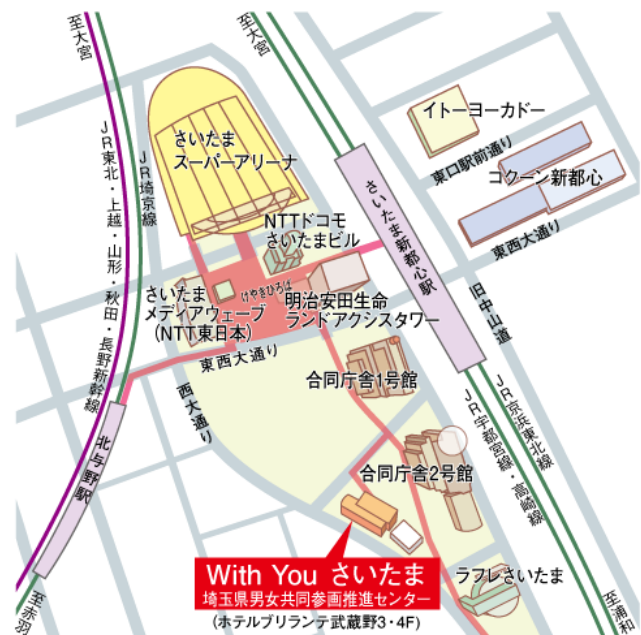 至大宮
至大宮
JR東北・上越・山形・秋田・長野新幹線
JR埼京線
さいたま
スーパーアリーナ
イトーヨーカドー
東口駅前通り
コクーン新都心
さいたま新都心駅
東西大通り
NTTドコモ
さいたまビル
けやきひろば
さいたま
メディアウェーブ
(NTT東日本)
明治安田生命
ランドアクシスタワー
旧中山道
東西大通り
西大通り
合同庁舎1号館
JR京浜東北線
JR宇都宮線・高崎線
北与野駅
合同庁舎2号館
With You さいたま
埼玉県男女共同参画推進センター
(ホテルブリランテ武蔵野3・4F)
ラフレさいたま
至赤羽
至浦和